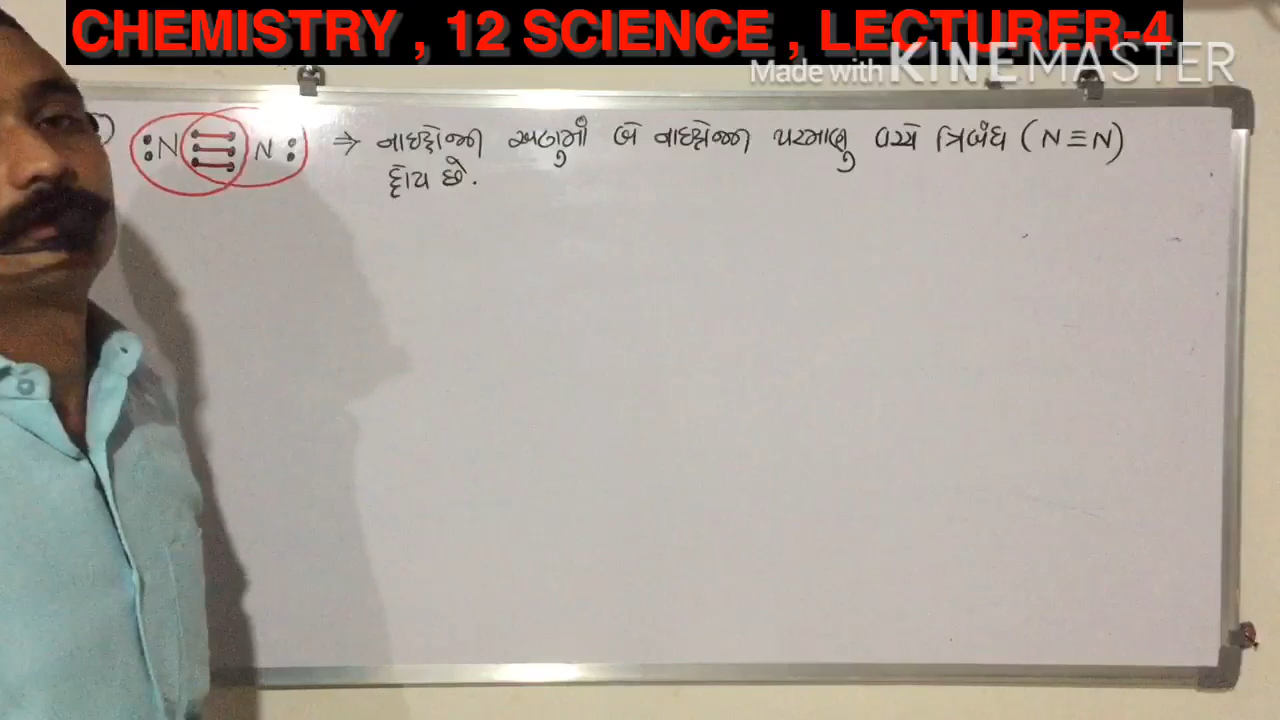 CHEMISTRY , 12 SCIENCE , LECTURER-4
Made with KINEMASTER
:N≡N: ⇒ નાઇટ્રોજન અણુમાં બે નાઇટ્રોજન પરમાણુ વચ્ચે ત્રિબંધ (N≡N)
હોય છે.